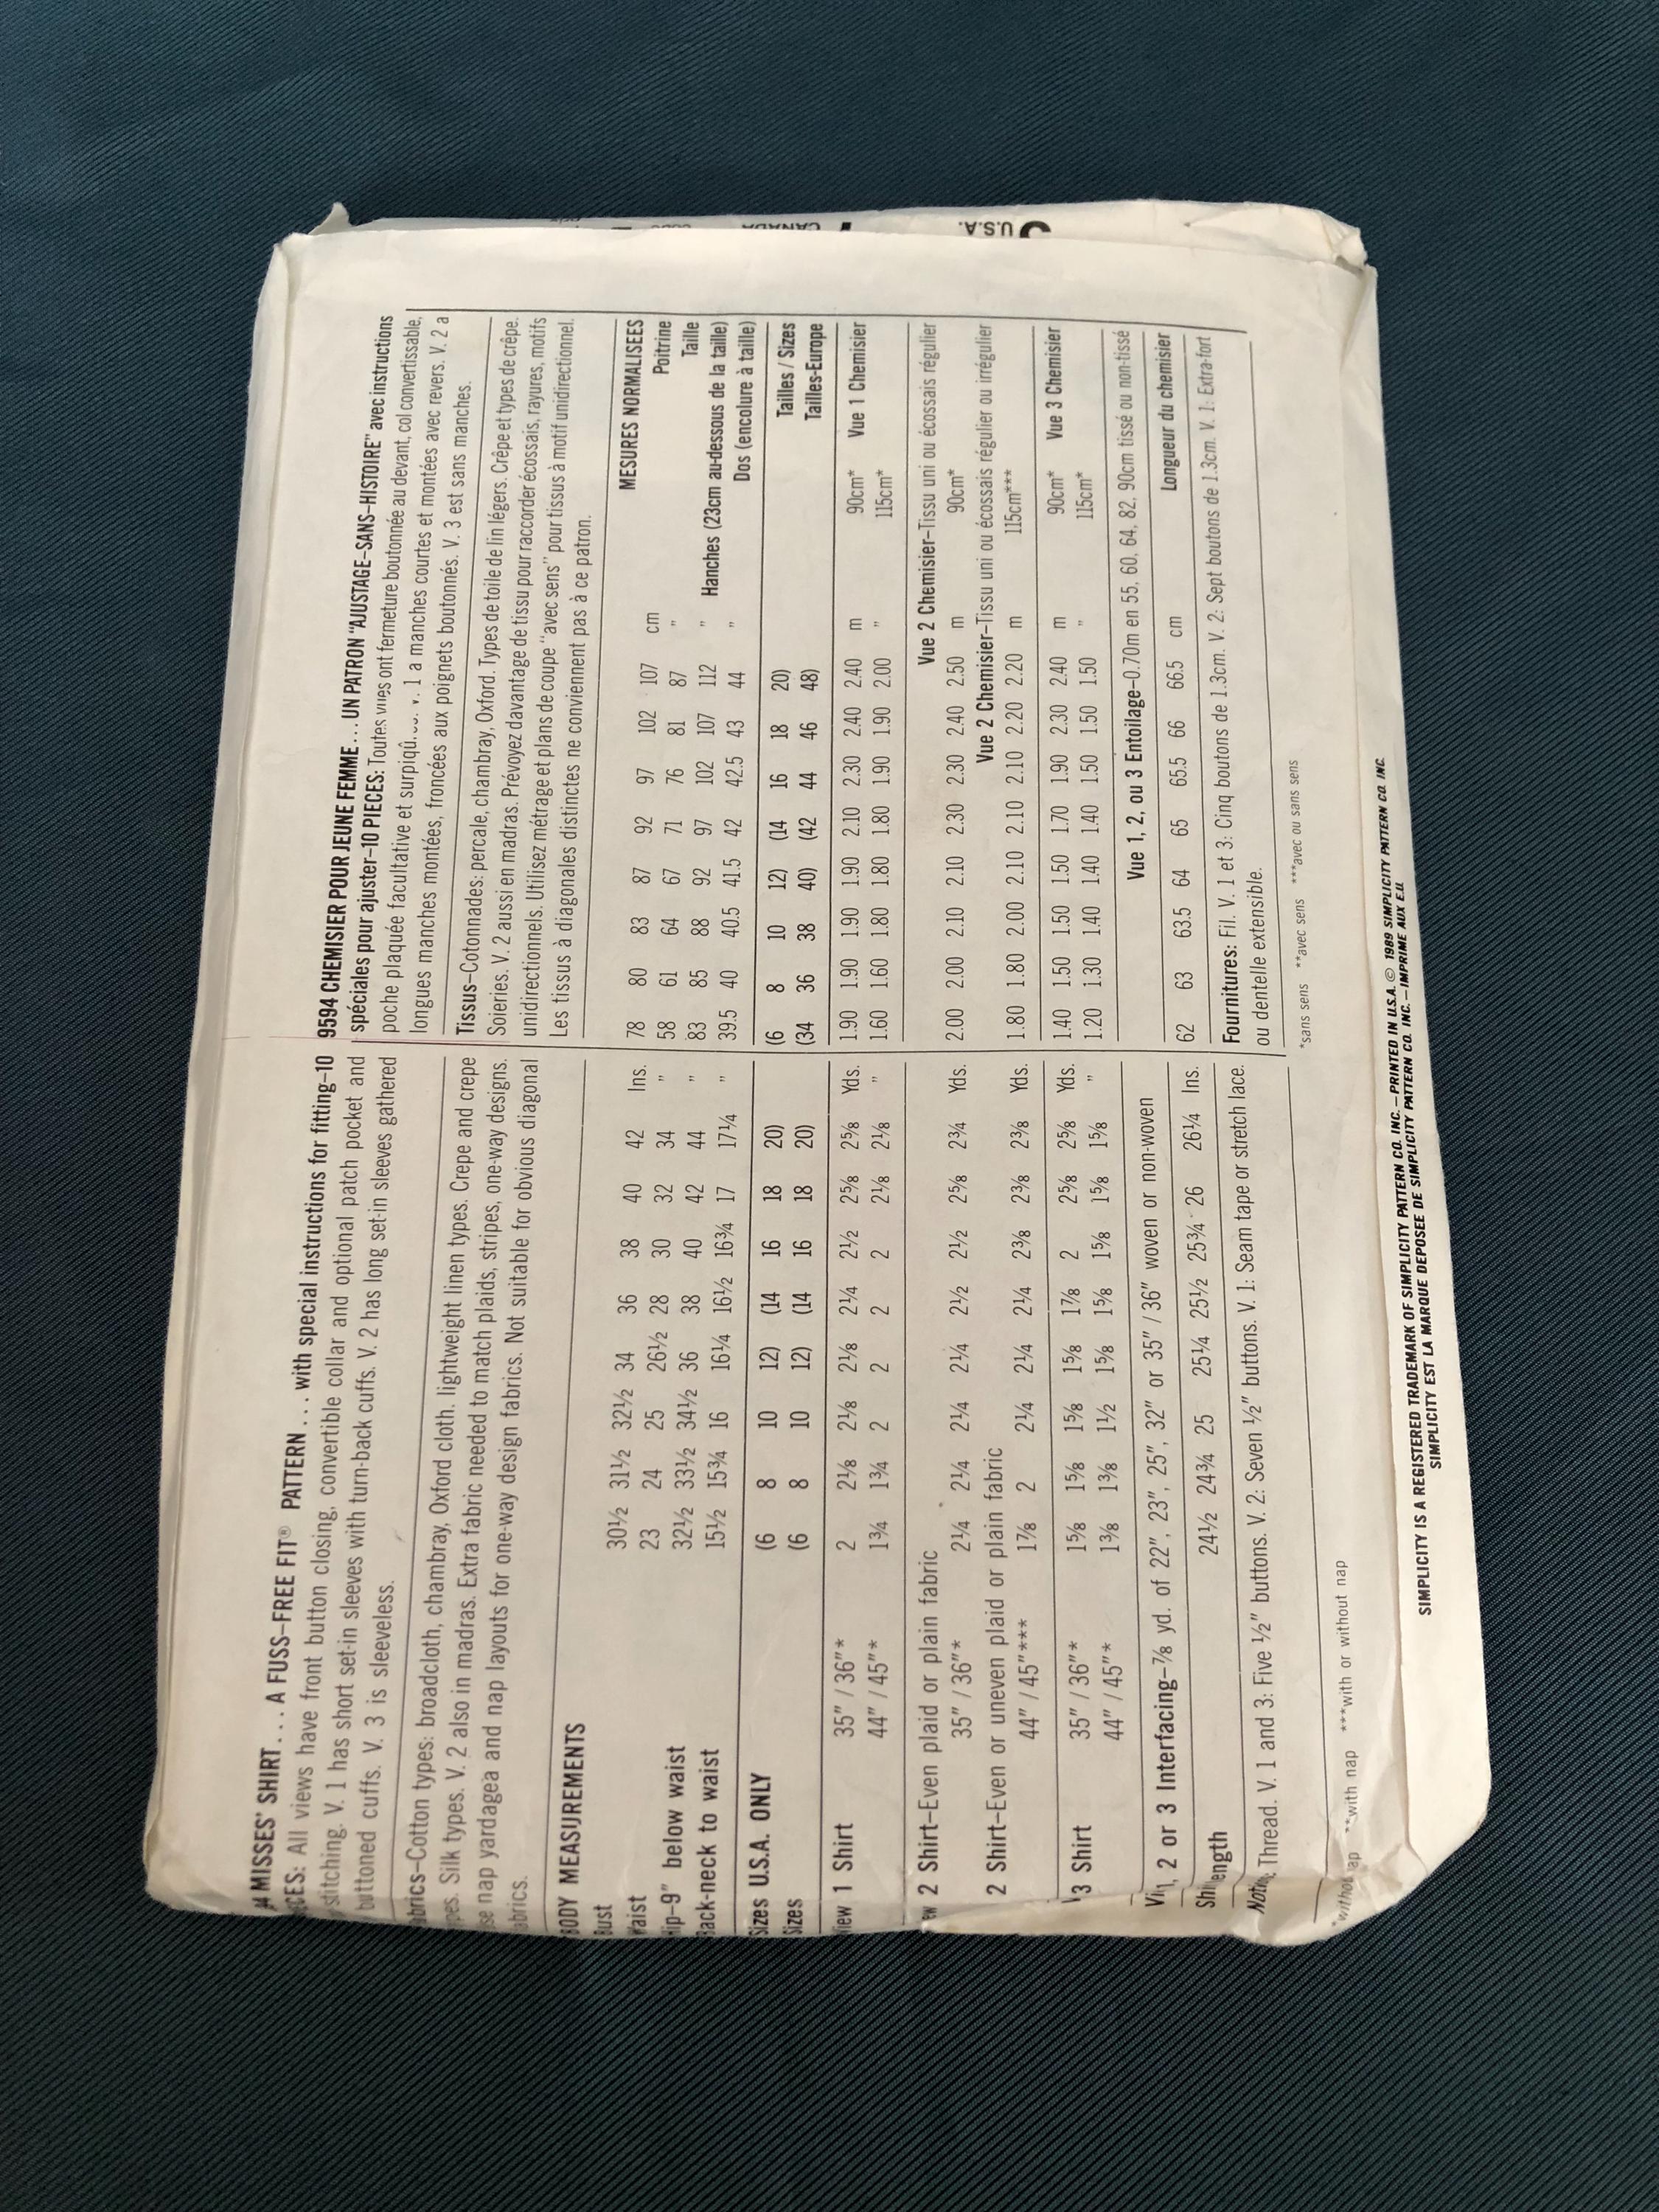 MISSES' SHIRT... A FUSS–FREE FIT® PATTERN... with special instructions for fitting–10
All views have front button closing, convertible collar and optional patch pocket and
stitching. V. 1 has short set-in sleeves with turn-back cuffs. V. 2 has long set-in sleeves gathered
buttoned cuffs. V. 3 is sleeveless.
Cotton types: broadcloth, chambray, Oxford cloth. lightweight linen types. Crepe and crepe
Silk types. V. 2 also in madras. Extra fabric needed to match plaids, stripes, one-way designs.
nap yardagea and nap layouts for one-way design fabrics. Not suitable for obvious diagonal
BODY MEASUREMENTS
Bust 30½ 31½ 32½ 34 36 38 40 42 Ins.
Waist 23 24 25 26½ 28 30 32 34 "
ip–9" below waist 32½ 33½ 34½ 36 38 40 42 44 "
ack–neck to waist 15½ 15¾ 16 16¼ 16½ 16¾ 17 17¼ "
Sizes U.S.A. ONLY (6 8 10 12) (14 16 18 20)
Sizes (6 8 10 12) (14 16 18 20)
iew 1 Shirt 35" / 36"* 2 2⅛ 2⅛ 2⅛ 2¼ 2½ 2⅝ 2⅝ Yds.
44" / 45"* 1¾ 1¾ 2 2 2 2 2⅛ 2⅛ "
ew 2 Shirt–Even plaid or plain fabric
35" / 36"* 2¼ 2¼ 2¼ 2¼ 2½ 2½ 2⅝ 2¾ Yds.
2 Shirt–Even or uneven plaid or plain fabric
44" / 45"*** 1⅞ 2 2¼ 2¼ 2¼ 2⅜ 2⅜ 2⅜ Yds.
3 Shirt 35" / 36"* 1⅝ 1⅝ 1⅝ 1⅝ 1⅞ 2 2⅝ 2⅝ Yds.
44" / 45"* 1⅜ 1⅜ 1½ 1⅝ 1⅝ 1⅝ 1⅝ 1⅝ "
1, 2 or 3 Interfacing–⅞ yd. of 22", 23", 25", 32" or 35" / 36" woven or non-woven
ength 24½ 24¾ 25 25¼ 25½ 25¾ 26 26¼ Ins.
Thread. V. 1 and 3: Five ½" buttons. V. 2: Seven ½" buttons. V. 1: Seam tape or stretch lace.
**with nap ***with or without nap
9594 CHEMISIER POUR JEUNE FEMME... UN PATRON "AJUSTAGE–SANS–HISTOIRE" avec instructions
spéciales pour ajuster–10 PIECES: Toutes vues ont fermeture boutonnée au devant, col convertissable,
poche plaquée facultative et surpiqû... V. 1 a manches courtes et montées avec revers. V. 2 a
longues manches montées, froncées aux poignets boutonnés. V. 3 est sans manches.
Tissus–Cotonnades: percale, chambray, Oxford. Types de toile de lin légers. Crêpe et types de crêpe.
Soieries. V. 2 aussi en madras. Prévoyez davantage de tissu pour raccorder écossais, rayures, motifs
unidirectionnels. Utilisez métrage et plans de coupe "avec sens" pour tissus à motif unidirectionnel.
Les tissus à diagonales distinctes ne conviennent pas à ce patron.
MESURES NORMALISEES
78 80 83 87 92 97 102 107 cm Poitrine
58 61 64 67 71 76 81 87 " Taille
83 85 88 92 97 102 107 112 " Hanches (23cm au-dessous de la taille)
39.5 40 40.5 41.5 42 42.5 43 44 " Dos (encolure à taille)
(6 8 10 12) (14 16 18 20) Tailles / Sizes
(34 36 38 40) (42 44 46 48) Tailles-Europe
1.90 1.90 1.90 1.90 2.10 2.30 2.40 2.40 m 90cm* Vue 1 Chemisier
1.60 1.60 1.80 1.80 1.80 1.90 1.90 2.00 " 115cm*
Vue 2 Chemisier–Tissu uni ou écossais régulier
2.00 2.00 2.10 2.10 2.30 2.30 2.40 2.50 m 90cm*
Vue 2 Chemisier–Tissu uni ou écossais régulier ou irrégulier
1.80 1.80 2.00 2.10 2.10 2.10 2.20 2.20 m 115cm***
1.40 1.50 1.50 1.50 1.70 1.90 2.30 2.40 m 90cm* Vue 3 Chemisier
1.20 1.30 1.40 1.40 1.40 1.50 1.50 1.50 " 115cm*
Vue 1, 2, ou 3 Entoilage–0.70m en 55, 60, 64, 82, 90cm tissé ou non-tissé
62 63 63.5 64 65 65.5 66 66.5 cm Longueur du chemisier
Fournitures: Fil. V. 1 et 3: Cinq boutons de 1.3cm. V. 2: Sept boutons de 1.3cm. V. 1: Extra-fort
ou dentelle extensible.
*sans sens **avec sens ***avec ou sans sens
SIMPLICITY IS A REGISTERED TRADEMARK OF SIMPLICITY PATTERN CO. INC. – PRINTED IN U.S.A. © 1989 SIMPLICITY PATTERN CO. INC.
SIMPLICITY EST LA MARQUE DEPOSEE DE SIMPLICITY PATTERN CO. INC. – IMPRIME AUX E.U.
CANADA
U.S.A.